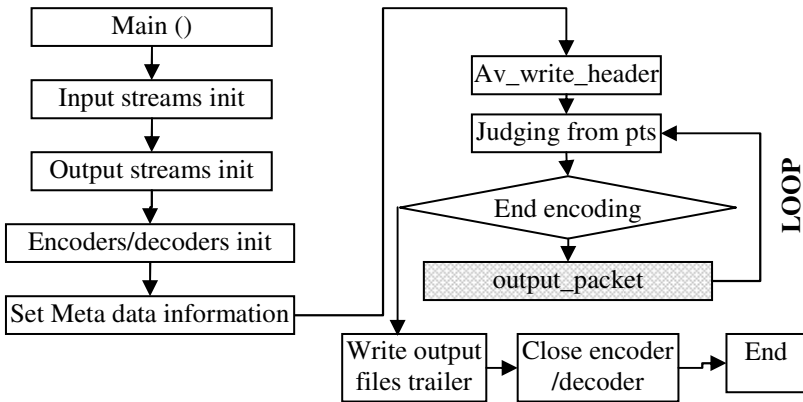 Main ()
Input streams init
Output streams init
Encoders/decoders init
Set Meta data information
Av_write_header
Judging from pts
End encoding
output_packet
LOOP
Write output
files trailer
Close encoder
/decoder
End